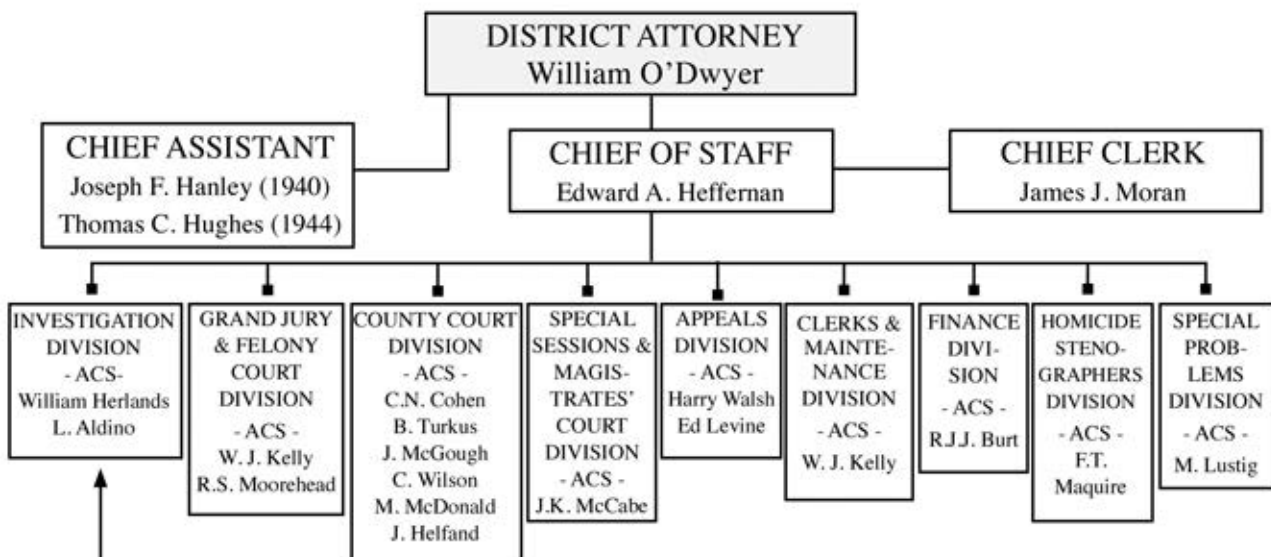 DISTRICT ATTORNEY
William O’Dwyer
CHIEF ASSISTANT
Joseph F. Hanley (1940)
Thomas C. Hughes (1944)
CHIEF OF STAFF
Edward A. Heffernan
CHIEF CLERK
James J. Moran
INVESTIGATION
DIVISION
- ACS-
William Herlands
L. Aldino
GRAND JURY
& FELONY
COURT
DIVISION
- ACS -
W. J. Kelly
R.S. Moorehead
COUNTY COURT
DIVISION
- ACS -
C.N. Cohen
B. Turkus
J. McGough
C. Wilson
M. McDonald
J. Helfand
SPECIAL
SESSIONS &
MAGIS-
TRATES’
COURT
DIVISION
- ACS -
J.K. McCabe
APPEALS
DIVISION
- ACS -
Harry Walsh
Ed Levine
CLERKS &
MAINTE-
NANCE
DIVISION
- ACS -
W. J. Kelly
FINANCE
DIVI-
SION
- ACS -
R.J.J. Burt
HOMICIDE
STENO-
GRAPHERS
DIVISION
- ACS -
F.T.
Maquire
SPECIAL
PROB-
LEMS
DIVISION
- ACS -
M. Lustig